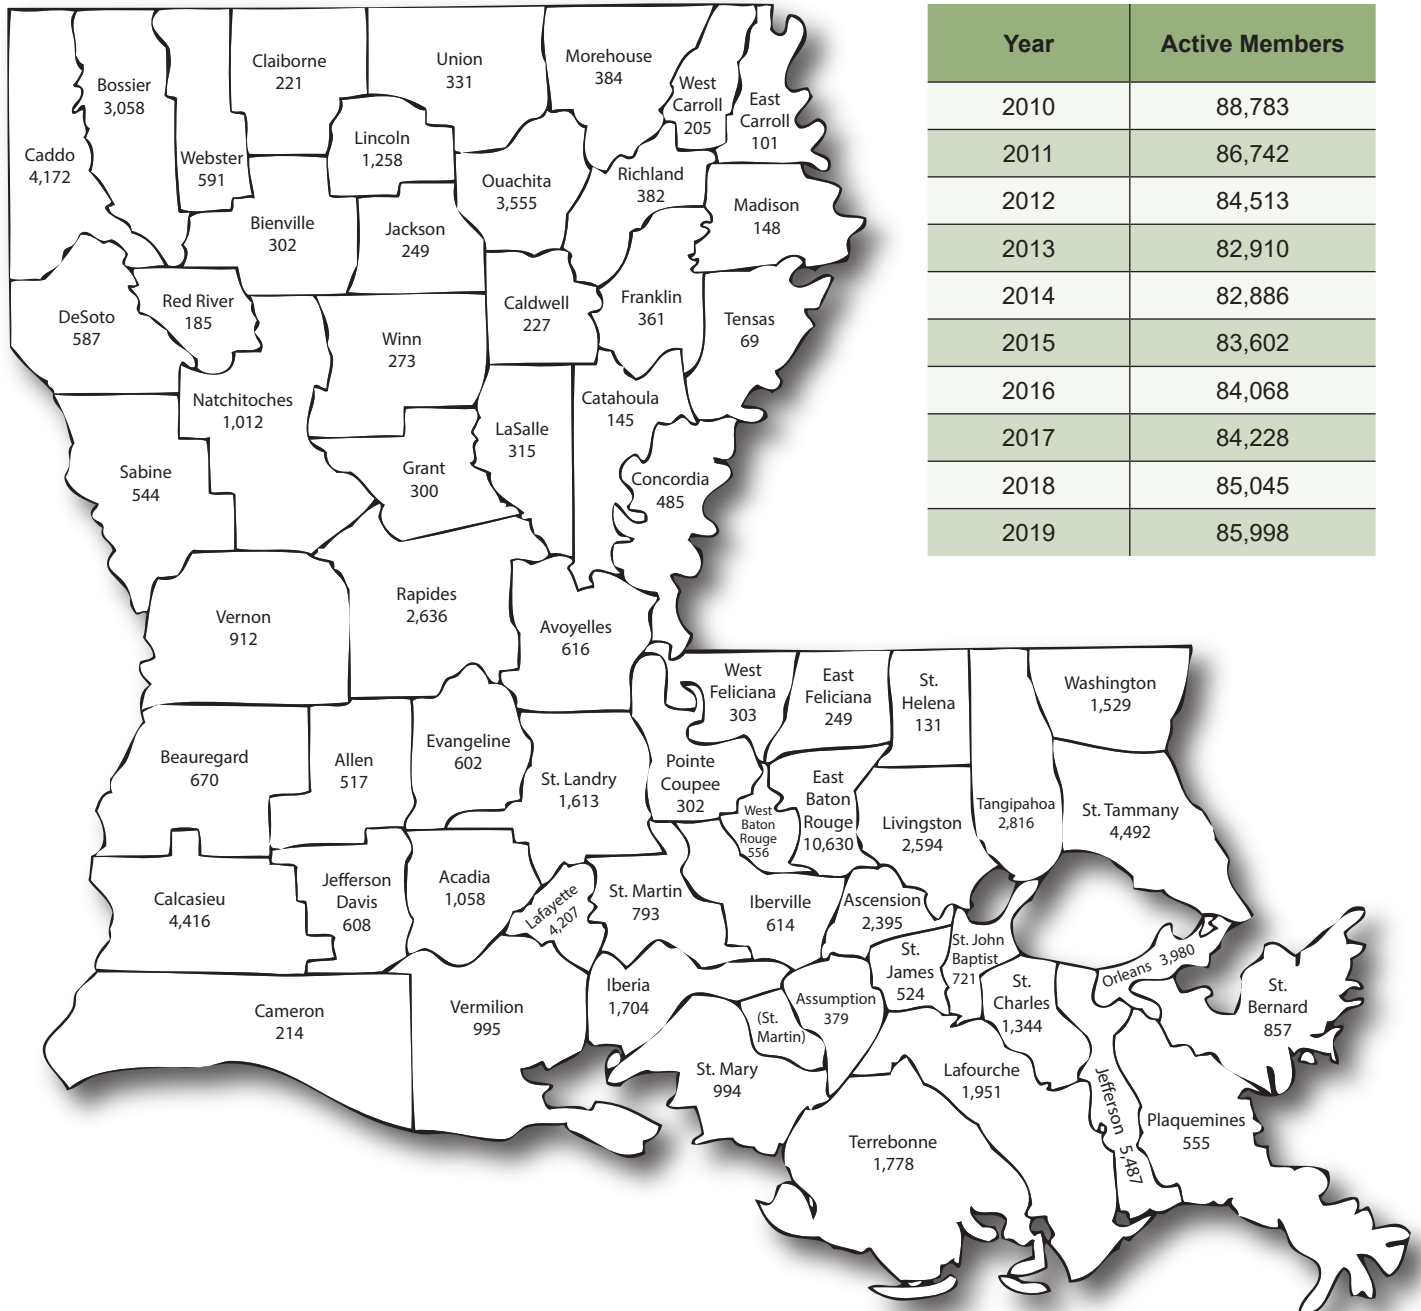 Year Active Members
2010 88,783
2011 86,742
2012 84,513
2013 82,910
2014 82,886
2015 83,602
2016 84,068
2017 84,228
2018 85,045
2019 85,998
Caddo
4,172
Bossier
3,058
Webster
591
Claiborne
221
Union
331
Morehouse
384
West
Carroll
205
East
Carroll
101
Lincoln
1,258
Ouachita
3,555
Richland
382
Madison
148
Bienville
302
Jackson
249
DeSoto
587
Red River
185
Winn
273
Caldwell
227
Franklin
361
Tensas
69
Natchitoches
1,012
Sabine
544
Grant
300
LaSalle
315
Catahoula
145
Concordia
485
Vernon
912
Rapides
2,636
Avoyelles
616
Beauregard
670
Allen
517
Evangeline
602
St. Landry
1,613
Pointe
Coupee
302
West
Feliciana
303
East
Feliciana
249
St.
Helena
131
Washington
1,529
West
Baton
Rouge
556
East
Baton
Rouge
10,630
Livingston
2,594
Tangipahoa
2,816
St. Tammany
4,492
Calcasieu
4,416
Jefferson
Davis
608
Acadia
1,058
Lafayette
4,207
St. Martin
793
Iberville
614
Ascension
2,395
St.
James
524
St. John
Baptist
721
St.
Charles
1,344
Orleans 3,980
St.
Bernard
857
Cameron
214
Vermilion
995
Iberia
1,704
(St.
Martin)
Assumption
379
St. Mary
994
Lafourche
1,951
Jefferson 5,487
Plaquemines
555
Terrebonne
1,778